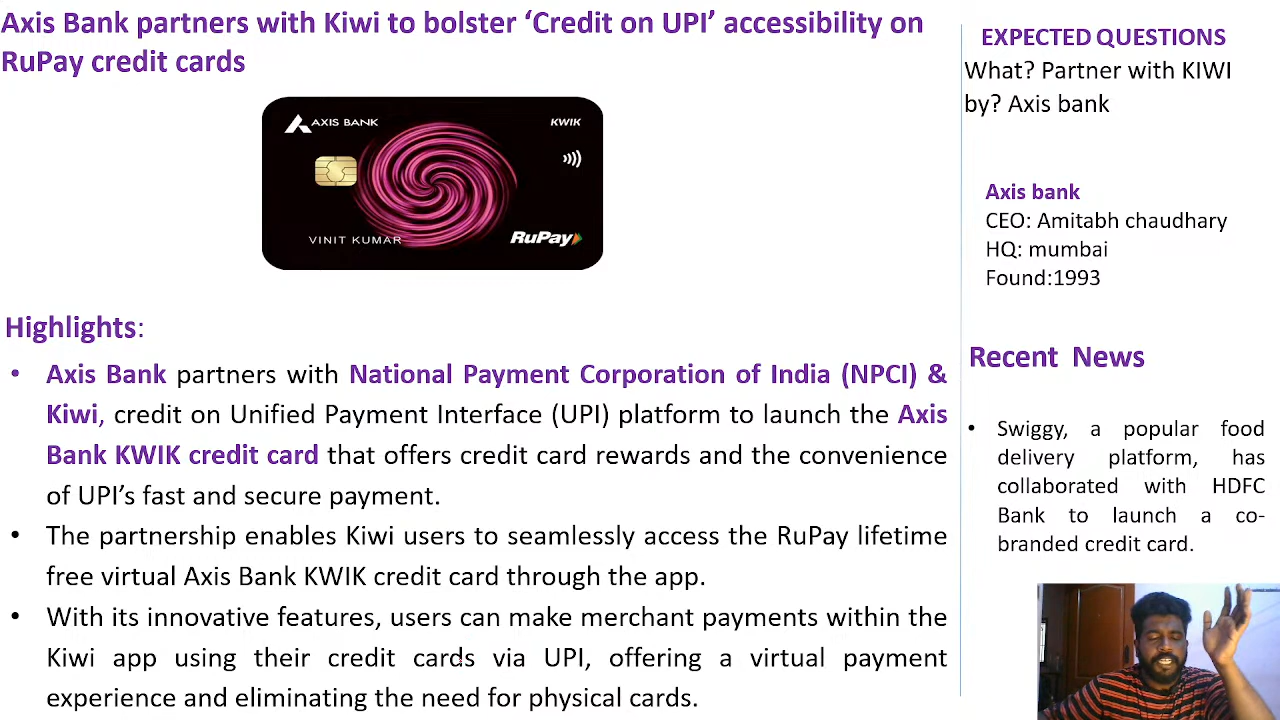 Axis Bank partners with Kiwi to bolster ‘Credit on UPI’ accessibility on
RuPay credit cards
AXIS BANK
KWIK
VINIT KUMAR
RuPay
Highlights:
• Axis Bank partners with National Payment Corporation of India (NPCI) &
Kiwi, credit on Unified Payment Interface (UPI) platform to launch the Axis
Bank KWIK credit card that offers credit card rewards and the convenience
of UPI’s fast and secure payment.
• The partnership enables Kiwi users to seamlessly access the RuPay lifetime
free virtual Axis Bank KWIK credit card through the app.
• With its innovative features, users can make merchant payments within the
Kiwi app using their credit cards via UPI, offering a virtual payment
experience and eliminating the need for physical cards.
EXPECTED QUESTIONS
What? Partner with KIWI
by? Axis bank
Axis bank
CEO: Amitabh chaudhary
HQ: mumbai
Found:1993
Recent News
• Swiggy, a popular food
delivery platform, has
collaborated with HDFC
Bank to launch a co-
branded credit card.